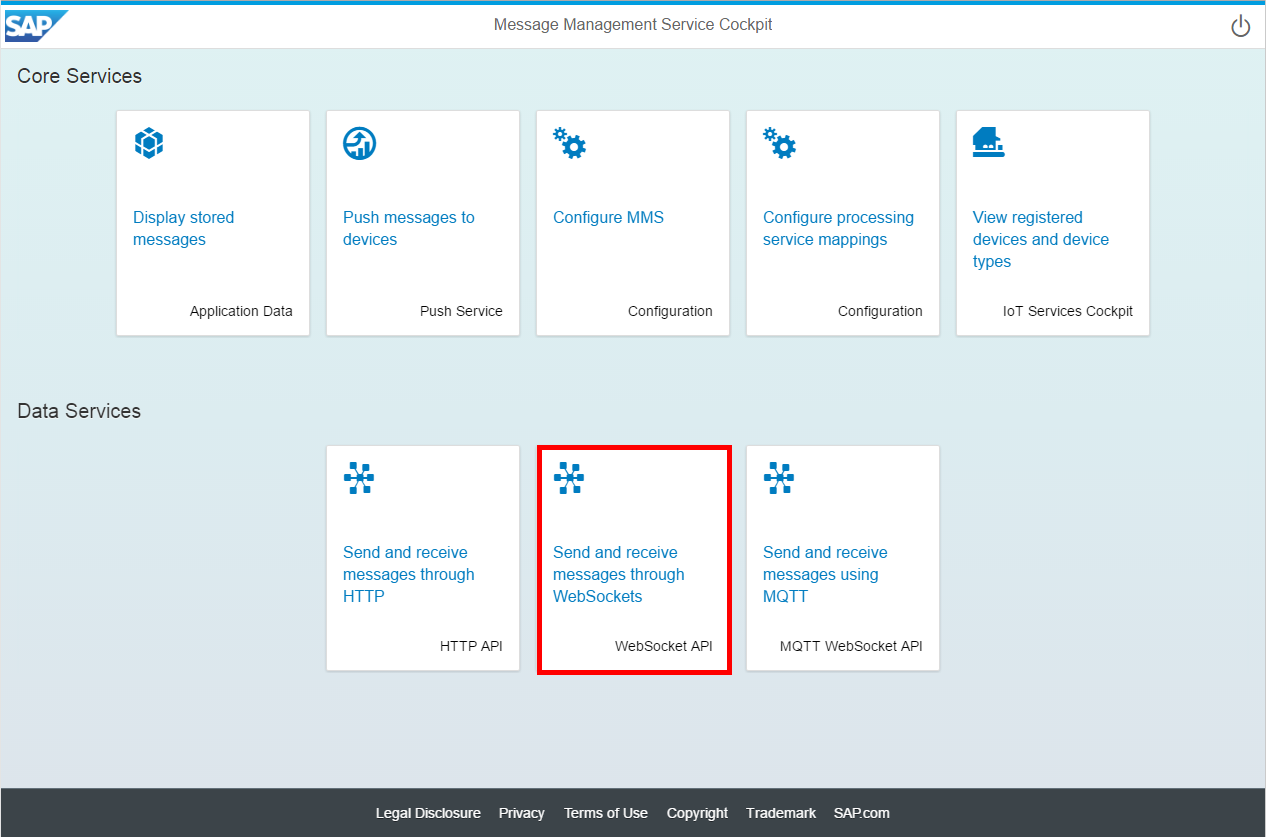 SAP
Message Management Service Cockpit
Core Services
Display stored
messages
Application Data
Push messages to
devices
Push Service
Configure MMS
Configuration
Configure processing
service mappings
Configuration
View registered
devices and device
types
IoT Services Cockpit
Data Services
Send and receive
messages through
HTTP
HTTP API
Send and receive
messages through
WebSockets
WebSocket API
Send and receive
messages using
MQTT
MQTT WebSocket API
Legal Disclosure Privacy Terms of Use Copyright Trademark SAP.com